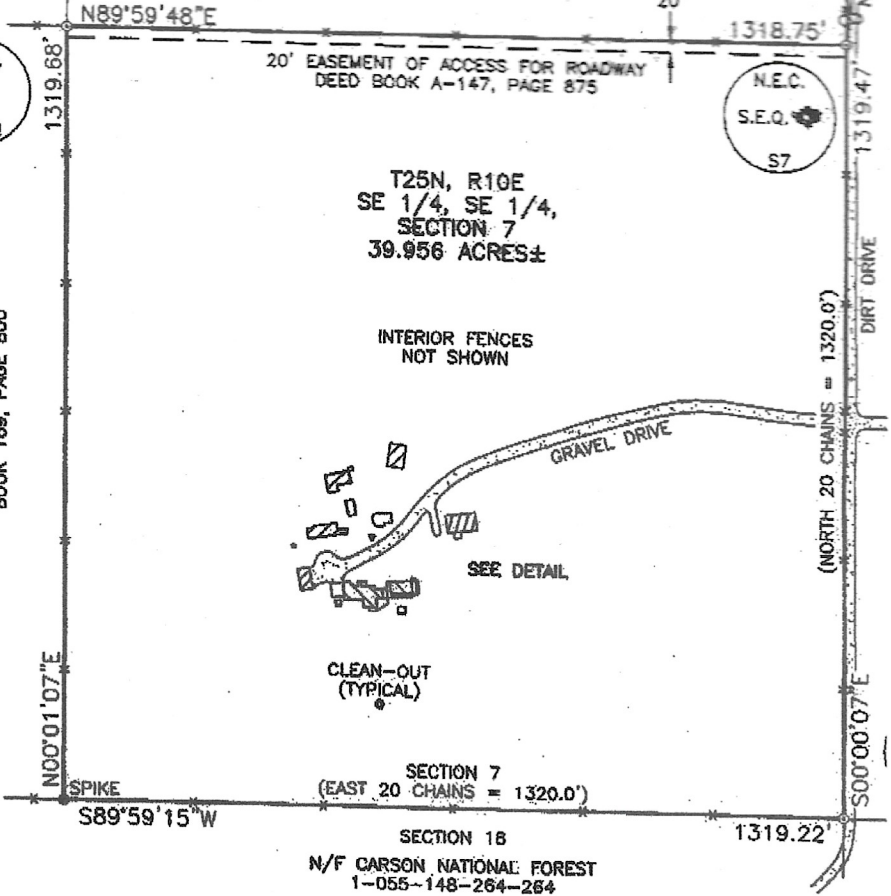 N89°59'48"E
20'
1318.75'
1319.68'
20' EASEMENT OF ACCESS FOR ROADWAY
DEED BOOK A-147, PAGE 875
N.E.C.
S.E.Q.
S7
1319.47'
T25N, R10E
SE 1/4, SE 1/4,
SECTION 7
39.956 ACRES±
DIRT DRIVE
INTERIOR FENCES
NOT SHOWN
(NORTH 20 CHAINS = 1320.0')
GRAVEL DRIVE
SEE DETAIL
CLEAN-OUT
(TYPICAL)
N00°01'07"E
S00°00'07"E
SPIKE
SECTION 7
(EAST 20 CHAINS = 1320.0')
S89°59'15"W
1319.22'
SECTION 18
N/F CARSON NATIONAL FOREST
1-055-148-264-264